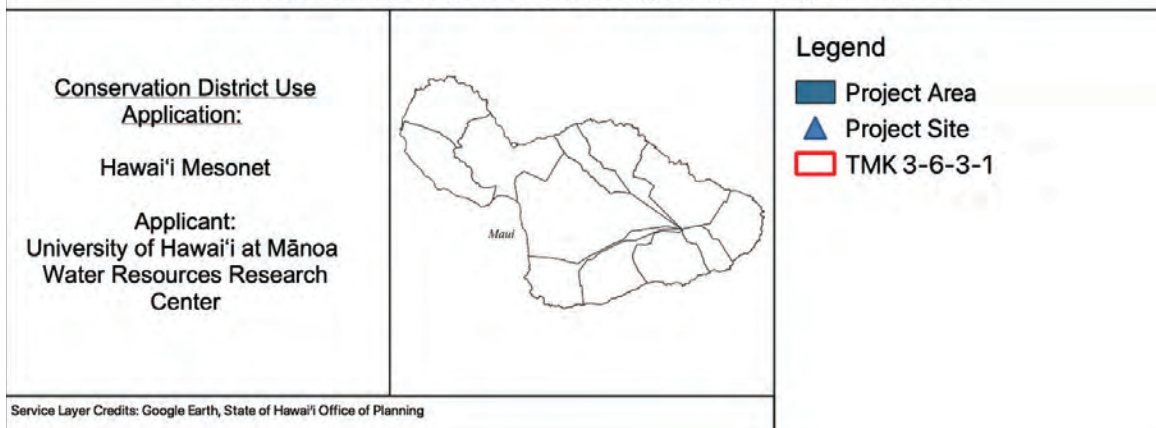 Conservation District Use
Application:
Hawai‘i Mesonet
Applicant:
University of Hawai‘i at Mānoa
Water Resources Research
Center
Maui
Legend
Project Area
Project Site
TMK 3-6-3-1
Service Layer Credits: Google Earth, State of Hawai‘i Office of Planning